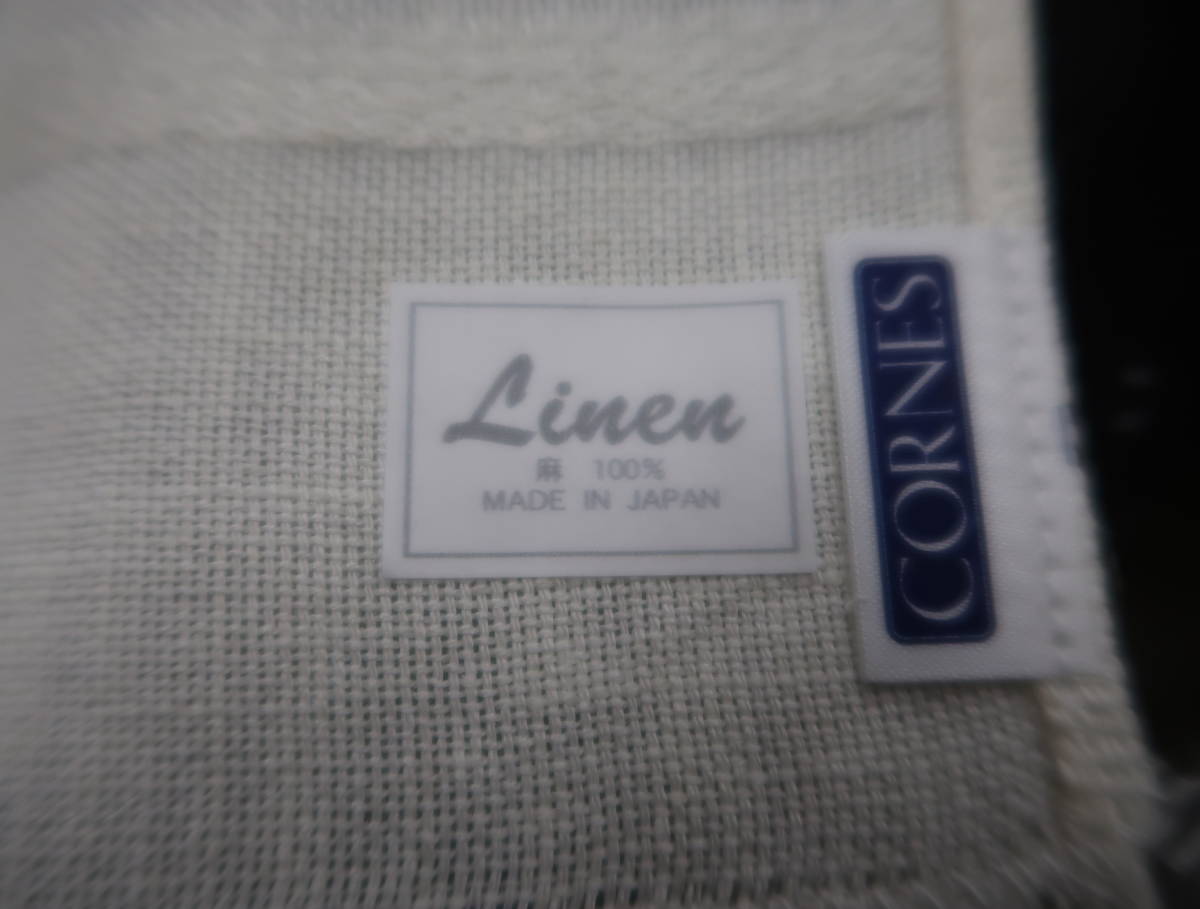 Linen
麻 100%
MADE IN JAPAN
CORNES